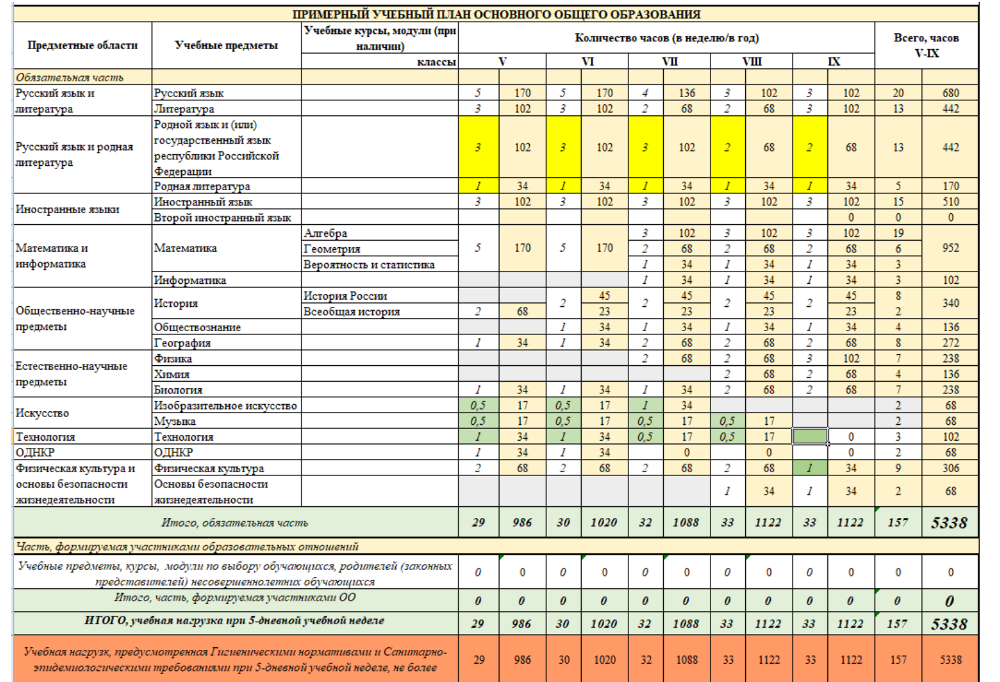 ПРИМЕРНЫЙ УЧЕБНЫЙ ПЛАН ОСНОВНОГО ОБЩЕГО ОБРАЗОВАНИЯ
Предметные области Учебные предметы Учебные курсы, модули (при наличии) Количество часов (в неделю/в год) Всего, часов V-IX
классы V VI VII VIII IX
Обязательная часть
Русский язык и литература Русский язык 5 170 5 170 4 136 3 102 3 102 20 680
Литература 3 102 3 102 2 68 2 68 3 102 13 442
Русский язык и родная литература Родной язык и (или) государственный язык республики Российской Федерации 3 102 3 102 3 102 2 68 2 68 13 442
Родная литература 1 34 1 34 1 34 1 34 1 34 5 170
Иностранные языки Иностранный язык 3 102 3 102 3 102 3 102 3 102 15 510
Второй иностранный язык 0 0 0
Математика и информатика Математика 5 170 5 170 Алгебра 3 102 3 102 3 102 19 952
Геометрия 2 68 2 68 2 68 6
Вероятность и статистика 1 34 1 34 1 34 3
Информатика 1 34 1 34 1 34 3 102
Общественно-научные предметы История История России 2 45 2 45 2 45 2 45 8 340
Всеобщая история 2 68 23 23 23 23 2
Обществознание 1 34 1 34 1 34 1 34 4 136
География 1 34 1 34 2 68 2 68 2 68 8 272
Естественно-научные предметы Физика 2 68 2 68 3 102 7 238
Химия 2 68 2 68 4 136
Биология 1 34 1 34 1 34 2 68 2 68 7 238
Искусство Изобразительное искусство 0,5 17 0,5 17 1 34 2 68
Музыка 0,5 17 0,5 17 0,5 17 0,5 17 2 68
Технология Технология 1 34 1 34 0,5 17 0,5 17 0 3 102
ОДНКР ОДНКР 1 34 1 34 0 0 0 2 68
Физическая культура и основы безопасности жизнедеятельности Физическая культура 2 68 2 68 2 68 2 68 1 34 9 306
Основы безопасности жизнедеятельности 1 34 1 34 2 68
Итого, обязательная часть 29 986 30 1020 32 1088 33 1122 33 1122 157 5338
Часть, формируемая участниками образовательных отношений
Учебные предметы, курсы, модули по выбору обучающихся, родителей (законных представителей) несовершеннолетних обучающихся 0 0 0 0 0 0 0 0 0 0 0 0
Итого, часть, формируемая участниками ОО 0 0 0 0 0 0 0 0 0 0 0 0
ИТОГО, учебная нагрузка при 5-дневной учебной неделе 29 986 30 1020 32 1088 33 1122 33 1122 157 5338
Учебная нагрузк, предусмотренная Гигиеническими нормативами и Санитарно-эпидемиологическими требованиями при 5-дневной учебной неделе, не более 29 986 30 1020 32 1088 33 1122 33 1122 157 5338